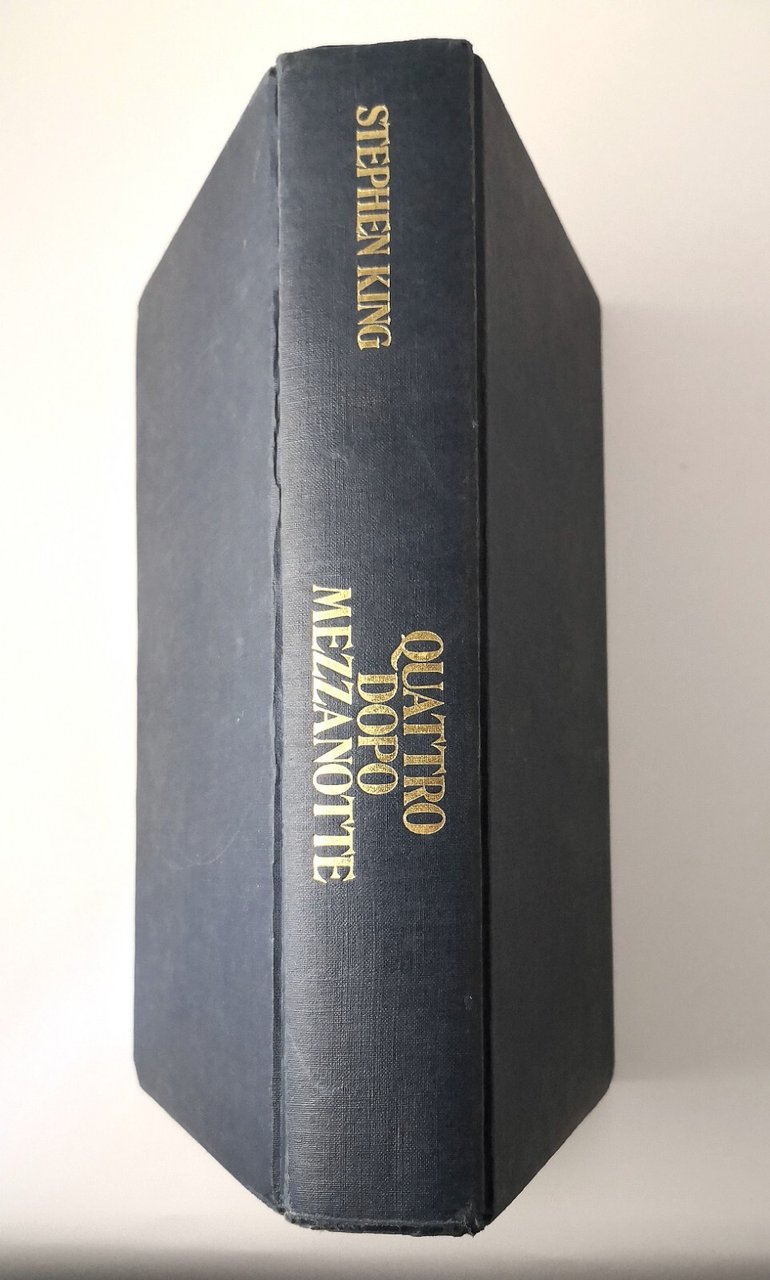 STEPHEN KING
QUATTRO
DOPO
MEZZANOTTE